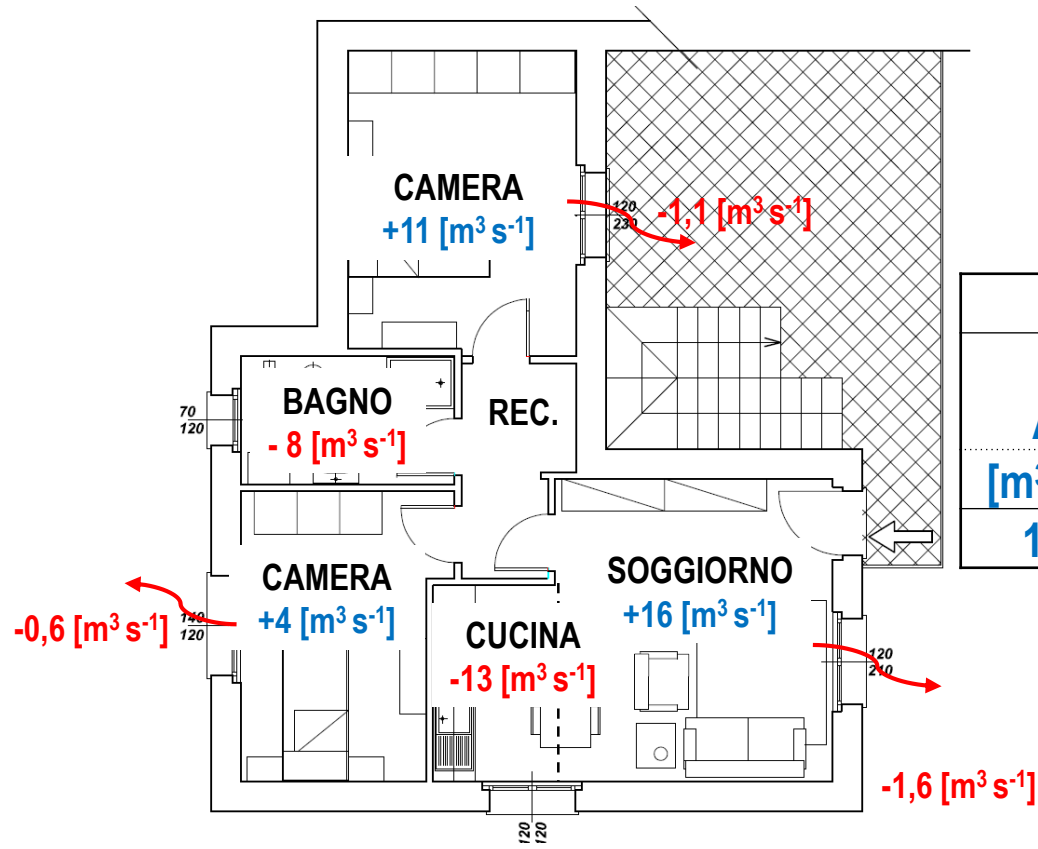 CAMERA
+11 [m³ s⁻¹]
120
230
-1,1 [m³ s⁻¹]
BAGNO
- 8 [m³ s⁻¹]
70
120
REC.
[m³
1
CAMERA
+4 [m³ s⁻¹]
-0,6 [m³ s⁻¹]
140
120
SOGGIORNO
+16 [m³ s⁻¹]
CUCINA
-13 [m³ s⁻¹]
120
210
-1,6 [m³ s⁻¹]
120
120